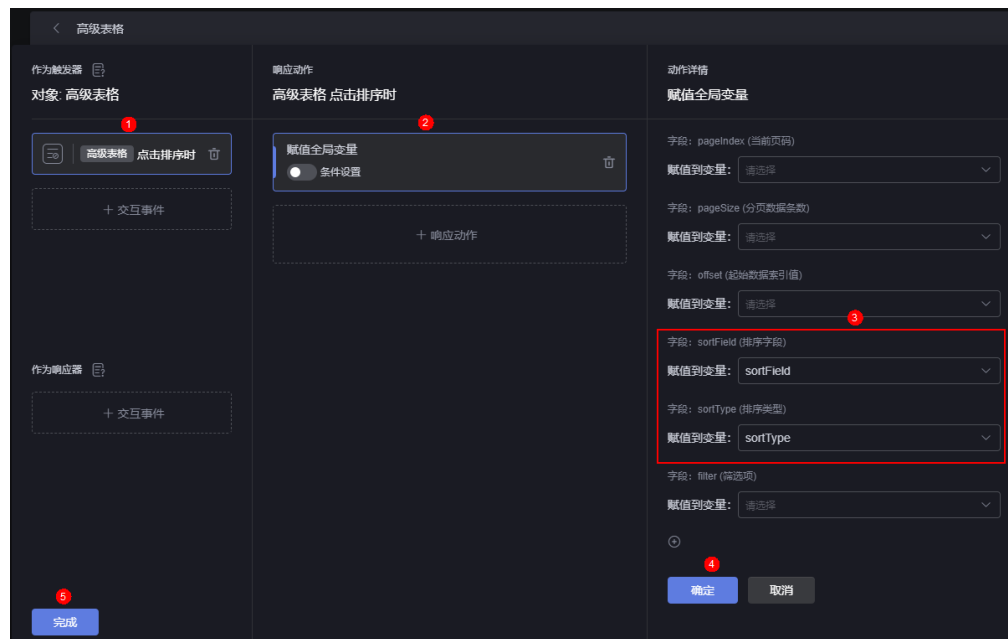 高级表格
作为触发器
对象: 高级表格
1
高级表格 点击排序时
+ 交互事件
作为响应器
+ 交互事件
5
完成
响应动作
高级表格 点击排序时
2
赋值全局变量
条件设置
+ 响应动作
动作详情
赋值全局变量
字段：pageIndex (当前页码)
赋值到变量： 请选择
字段：pageSize (分页数据条数)
赋值到变量： 请选择
字段：offset (起始数据索引值)
赋值到变量： 请选择
3
字段：sortField (排序字段)
赋值到变量： sortField
字段：sortType (排序类型)
赋值到变量： sortType
字段：filter (筛选项)
赋值到变量： 请选择
4
确定 取消